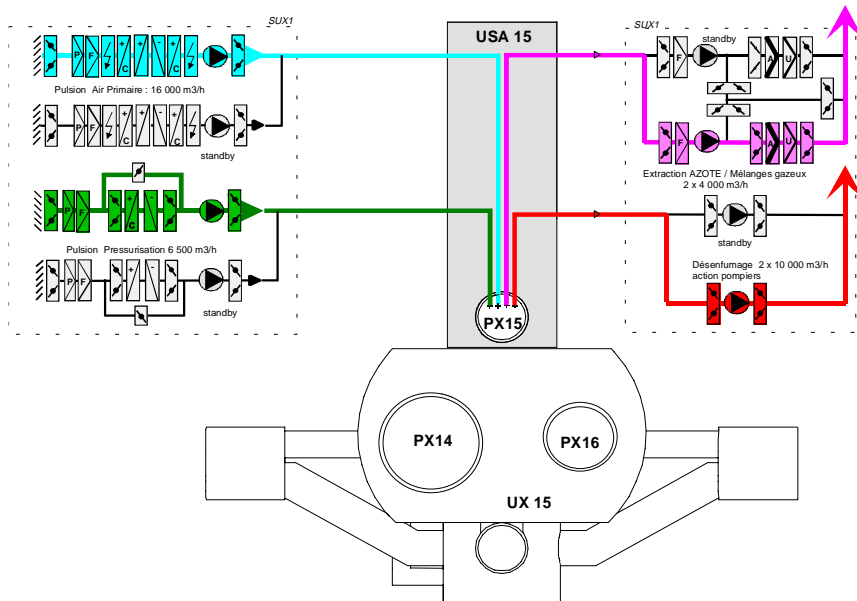 SUX1
P F + C + - + C
Pulsion Air Primaire : 16 000 m3/h
P F + C + - + C
standby
P F + C -
Pulsion Pressurisation 6 500 m3/h
P F + -
standby
USA 15
SUX1
standby
F A U
F A U
Extraction AZOTE / Mélanges gazeux
2 x 4 000 m3/h
standby
Désenfumage 2 x 10 000 m3/h
action pompiers
PX15
PX14
PX16
UX 15